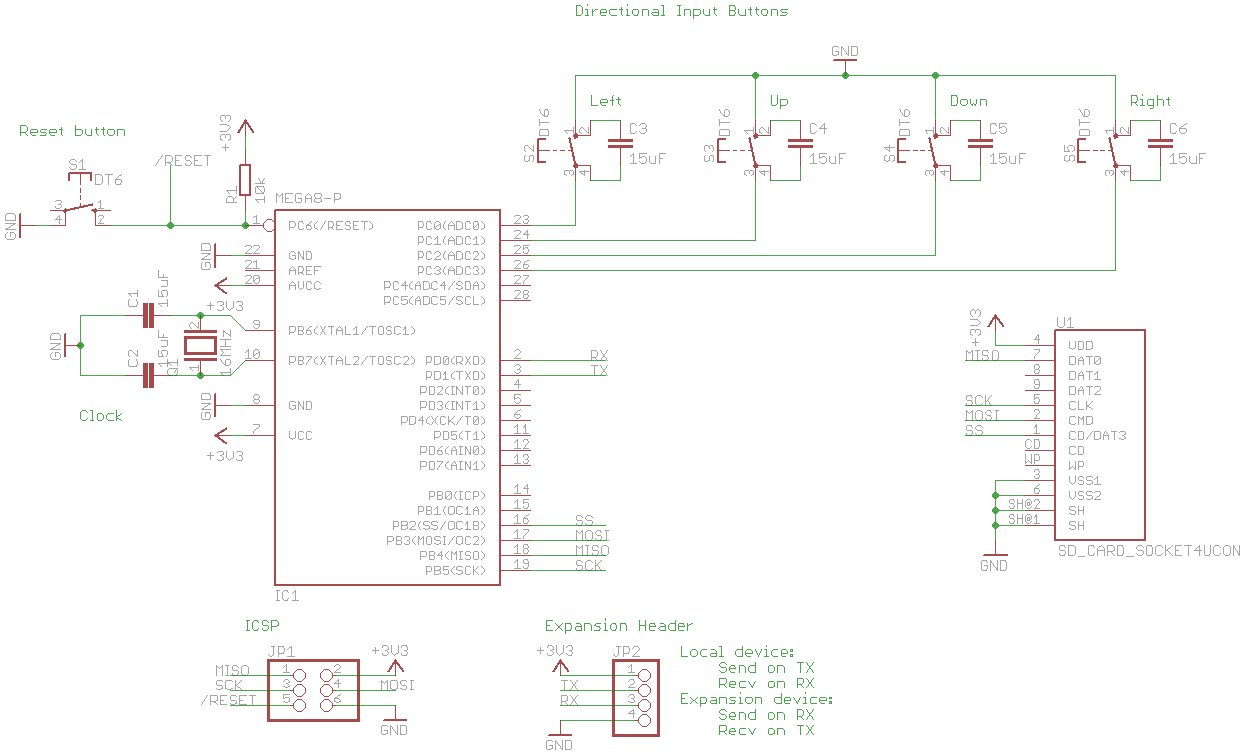 Directional Input Buttons
GND
Left
Up
Down
Right
DT6
S2
1
2
3
4
C3
15uF
DT6
S3
1
2
3
4
C4
15uF
DT6
S4
1
2
3
4
C5
15uF
DT6
S5
1
2
3
4
C6
15uF
Reset button
S1
DT6
3
4
1
2
GND
/RESET
+3V3
R1
10k
MEGA8-P
1
PC6(/RESET)
22
GND
GND
21
AREF
20
AVCC
+3V3
9
PB6(XTAL1/TOSC1)
10
PB7(XTAL2/TOSC2)
8
GND
GND
7
VCC
+3V3
PC0(ADC0)
23
PC1(ADC1)
24
PC2(ADC2)
25
PC3(ADC3)
26
PC4(ADC4/SDA)
27
PC5(ADC5/SCL)
28
PD0(RXD)
2
RX
PD1(TXD)
3
TX
PD2(INT0)
4
PD3(INT1)
5
PD4(XCK/T0)
6
PD5(T1)
11
PD6(AIN0)
12
PD7(AIN1)
13
PB0(ICP)
14
PB1(OC1A)
15
PB2(SS/OC1B)
16
SS
PB3(MOSI/OC2)
17
MOSI
PB4(MISO)
18
MISO
PB5(SCK)
19
SCK
IC1
C1
15uF
C2
15uF
GND
Q1
2
1
16MHz
Clock
+3V3
U1
4
VDD
MISO
7
DAT0
8
DAT1
9
DAT2
SCK
5
CLK
MOSI
2
CMD
SS
1
CD/DAT3
CD
CD
WP
WP
3
VSS1
6
VSS2
SH@2
SH
SH@1
SH
GND
SD_CARD_SOCKET4UCON
ICSP
JP1
+3V3
MISO
1
2
SCK
3
4
MOSI
/RESET
5
6
GND
Expansion Header
+3V3
JP2
1
TX
2
RX
3
4
GND
Local device:
Send on TX
Recv on RX
Expansion device:
Send on RX
Recv on TX